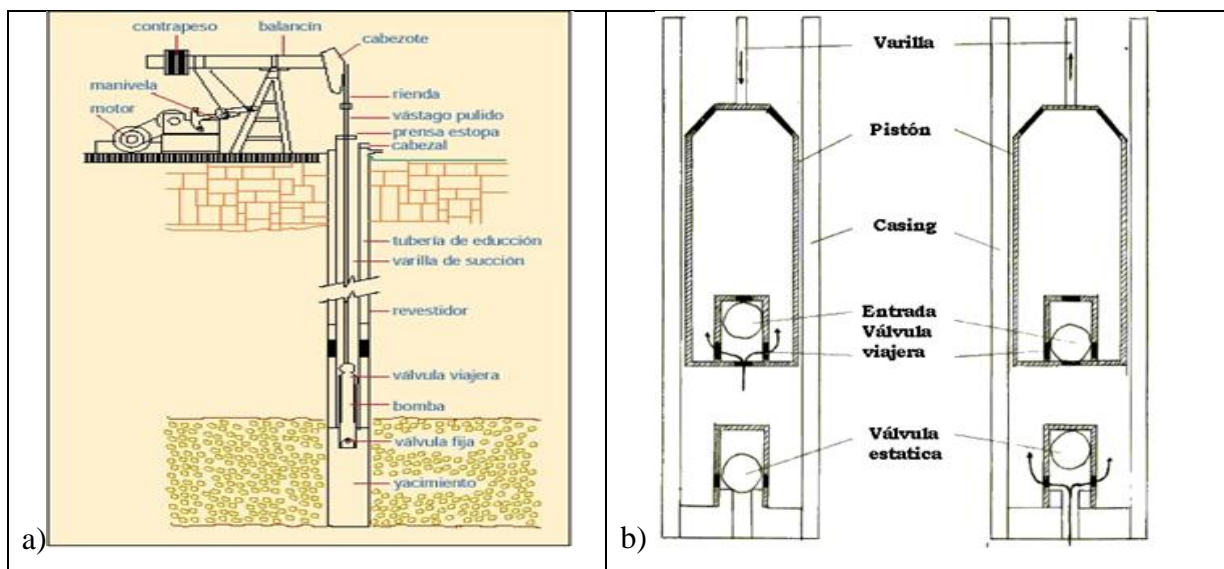 contrapeso
balancín
cabezote
manivela
motor
rienda
vástago pulido
prensa estopa
cabezal
tubería de educción
varilla de succión
revestidor
válvula viajera
bomba
válvula fija
yacimiento
a)
Varilla
Pistón
Casing
Entrada
Válvula
viajera
Válvula
estatica
b)